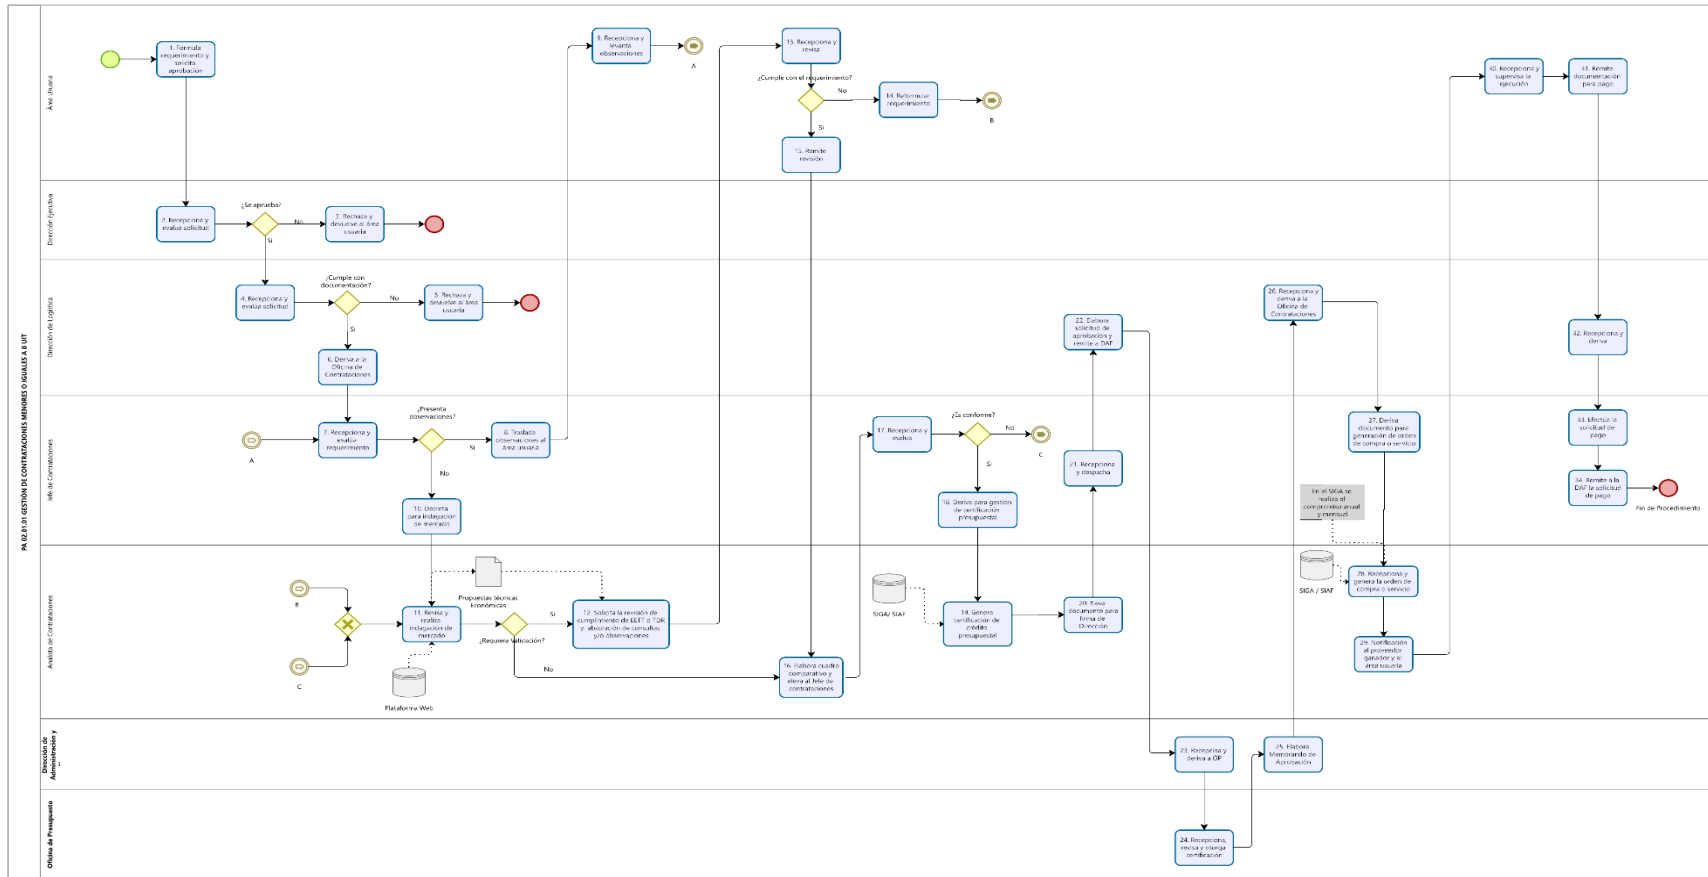 PA 02.01.01 GESTIÓN DE CONTRATACIONES MENORES O IGUALES A 8 UIT
Área Usuaria
1. Formula
requerimiento y
solicita
aprobación
9. Recepciona y
levanta
observaciones
A
13. Recepciona y
revisa
¿Cumple con el requerimiento?
No
14. Reformular
requerimiento
B
Si
15. Remite
revisión
30. Recepciona y
supervisa la
ejecución
31. Remite
documentación
para pago
Dirección Ejecutiva
2. Recepciona y
evalua solicitud
¿Se aprueba?
No
3. Rechaza y
devuelve al área
usuaria
Si
Dirección de Logística
4. Recepciona y
evalúa solicitud
¿Cumple con
documentación?
No
5. Rechaza y
devuelve al área
usuaria
Si
6. Deriva a la
Oficina de
Contrataciones
22. Elabora
solicitud de
aprobación y
remite a DAF
26. Recepciona y
deriva a la
Oficina de
Contrataciones
32. Recepciona y
deriva
Jefe de Contrataciones
A
7. Recepciona y
evalúa
requerimiento
¿Presenta
observaciones?
Si
8. Traslada
observaciones al
área usuaria
No
10. Decreta
para indagación
de mercado
17. Recepciona y
evalua
¿Es conforme?
No
C
Si
18. Deriva para gestión
de certificación
presupuestal
21. Recepciona
y despacha
27. Deriva
documento para
generación de orden
de compra o servicio
En el SIGA se
realiza el
compromiso anual
y mensual
33. Efectua la
solicitud de
pago
34. Remite a la
DAF la solicitud
de pago
Fin de Procedimiento
Analista de Contrataciones
B
C
11. Revisa y
realiza
indagación de
mercado
Plataforma Web
Propuestas técnicas
Económicas
¿Requiere Validación?
Si
No
12. Solicita la revisión de
cumplimiento de EETT o TDR
y absolución de consultas
y/o observaciones
16. Elabora cuadro
comparativo y
eleva al Jefe de
contrataciones
SIGA/ SIAF
19. Genera
certificación de
crédito
presupuestal
20. Eleva
documento para
firma de
Dirección
SIGA / SIAF
28. Recepciona y
genera la orden de
compra o servicio
29. Notificación
al proveedor
ganador y al
área usuaria
Dirección de
Administración y
23. Recepciona y
deriva a OP
25. Elabora
Memorando de
Aprobación
Oficina de Presupuesto
24. Recepciona,
revisa y otorga
certificación